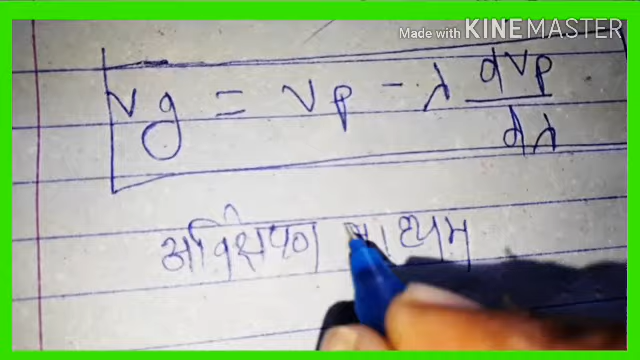 Made with KINEMASTER
vg = vp - λ dvp/dλ
अविक्षेपण माध्यम